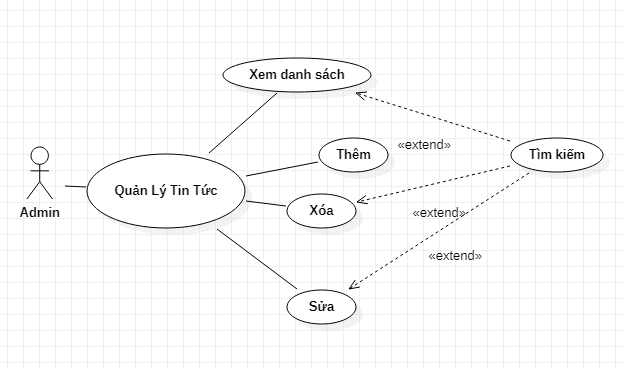 Xem danh sách
Thêm
«extend»
Tìm kiếm
Quản Lý Tin Tức
Admin
Xóa
«extend»
«extend»
Sửa